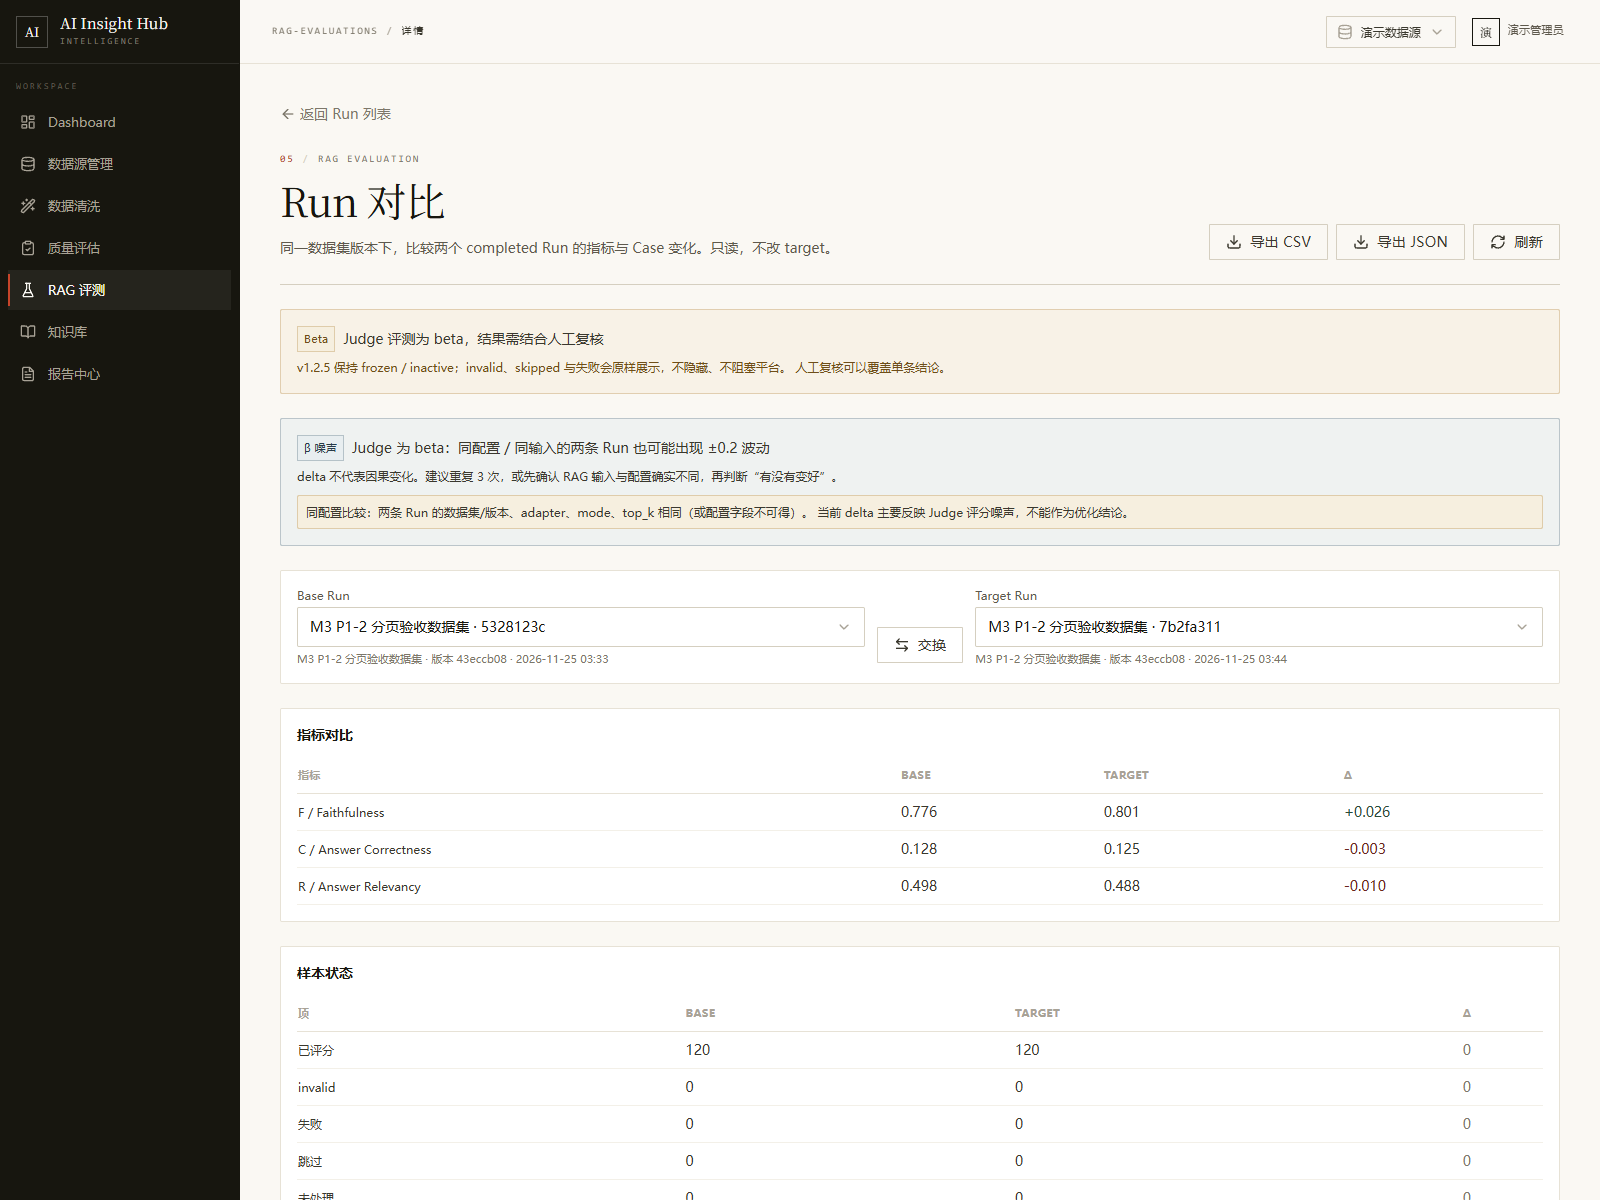 AI
AI Insight Hub
INTELLIGENCE
WORKSPACE
Dashboard
数据源管理
数据清洗
质量评估
RAG 评测
知识库
报告中心
RAG-EVALUATIONS / 详情
演示数据源
演
演示管理员
返回 Run 列表
05 / RAG EVALUATION
Run 对比
同一数据集版本下，比较两个 completed Run 的指标与 Case 变化。只读，不改 target。
导出 CSV
导出 JSON
刷新
Beta Judge 评测为 beta，结果需结合人工复核
v1.2.5 保持 frozen / inactive；invalid、skipped 与失败会原样展示，不隐藏、不阻塞平台。 人工复核可以覆盖单条结论。
β 噪声 Judge 为 beta：同配置 / 同输入的两条 Run 也可能出现 ±0.2 波动
delta 不代表因果变化。建议重复 3 次，或先确认 RAG 输入与配置确实不同，再判断“有没有变好”。
同配置比较：两条 Run 的数据集/版本、adapter、mode、top_k 相同（或配置字段不可得）。 当前 delta 主要反映 Judge 评分噪声，不能作为优化结论。
Base Run
M3 P1-2 分页验收数据集 · 5328123c
M3 P1-2 分页验收数据集 · 版本 43eccb08 · 2026-11-25 03:33
交换
Target Run
M3 P1-2 分页验收数据集 · 7b2fa311
M3 P1-2 分页验收数据集 · 版本 43eccb08 · 2026-11-25 03:44
指标对比
指标 BASE TARGET Δ
F / Faithfulness 0.776 0.801 +0.026
C / Answer Correctness 0.128 0.125 -0.003
R / Answer Relevancy 0.498 0.488 -0.010
样本状态
项 BASE TARGET Δ
已评分 120 120 0
invalid 0 0 0
失败 0 0 0
跳过 0 0 0
未处理 0 0 0